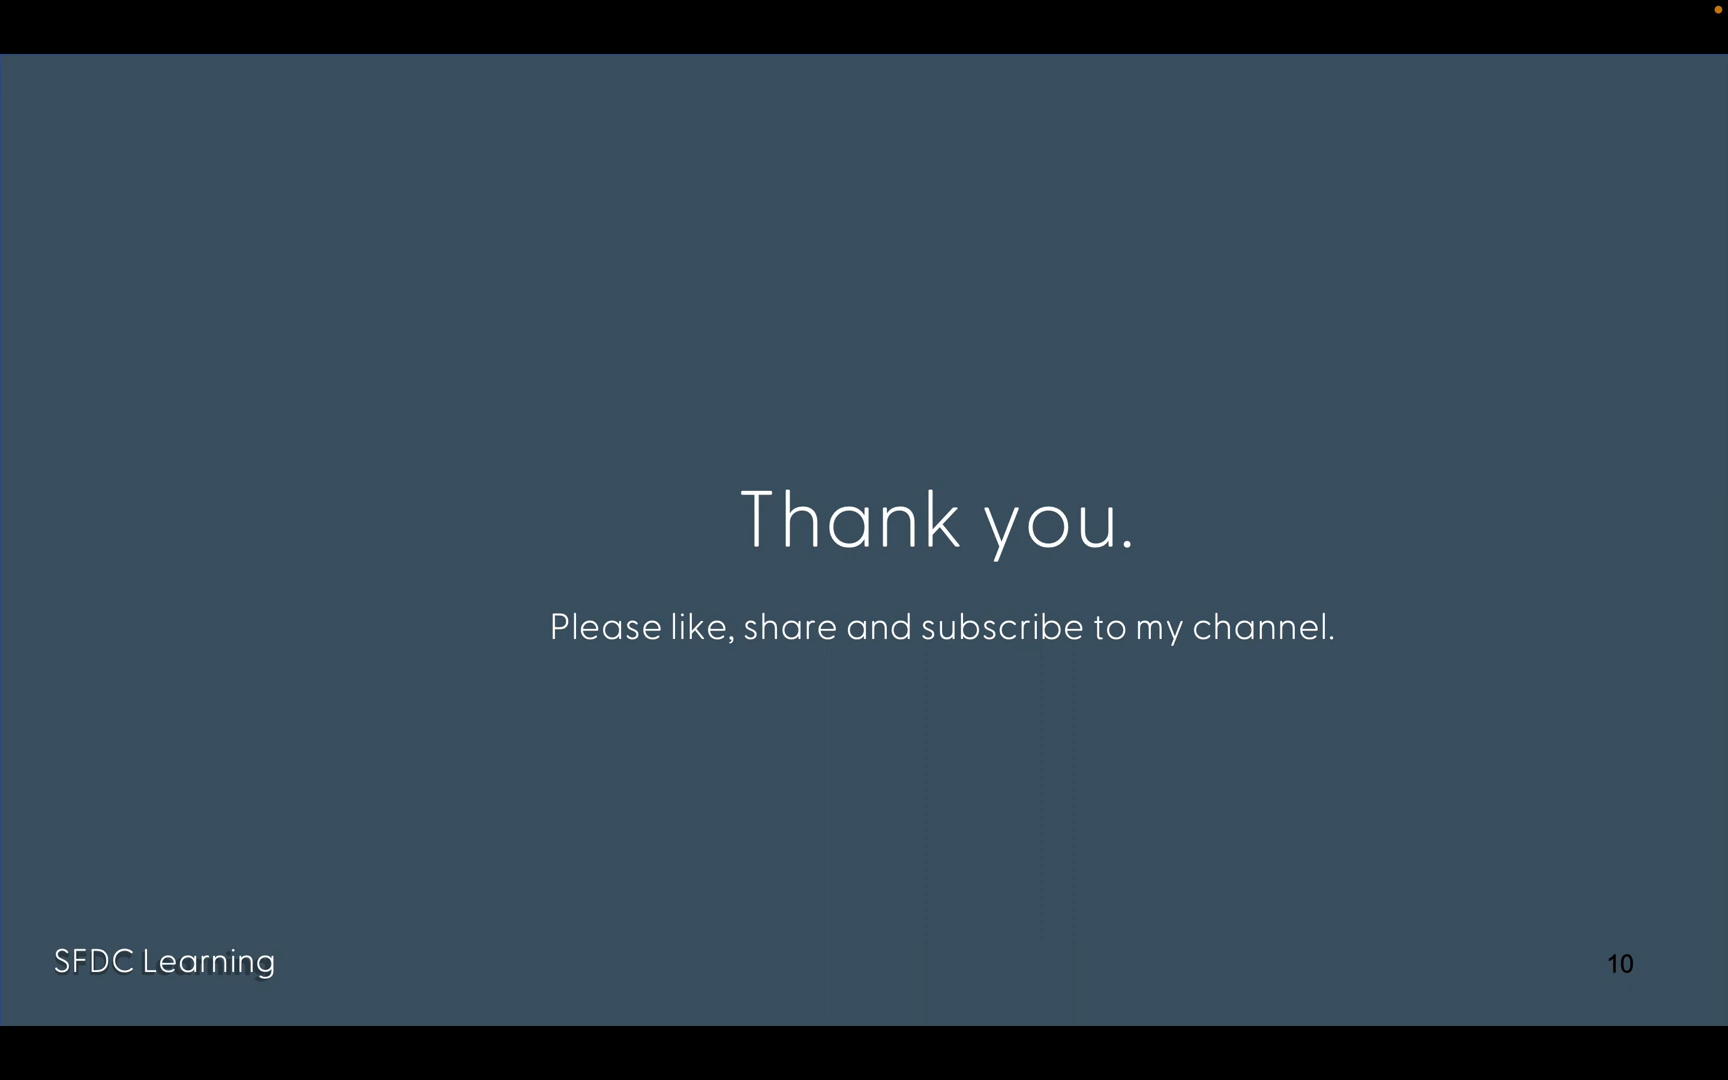 Thank you.
Please like, share and subscribe to my channel.
SFDC Learning
10